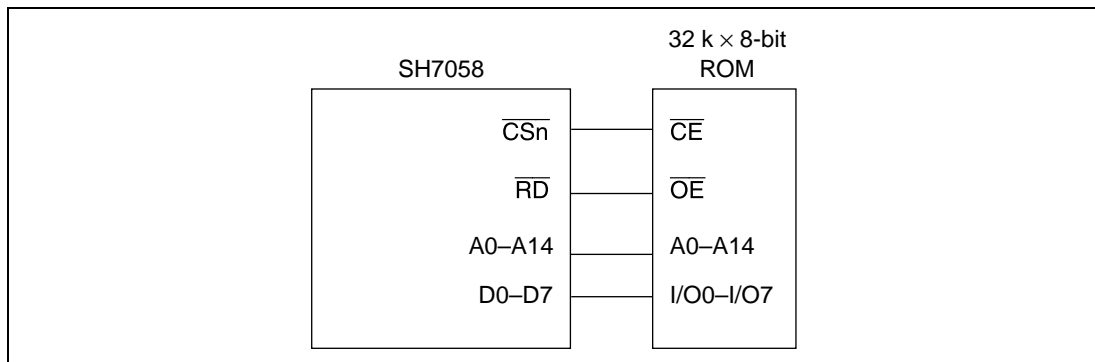 32 k × 8-bit
SH7058 ROM
CSn CE
RD OE
A0–A14 A0–A14
D0–D7 I/O0–I/O7